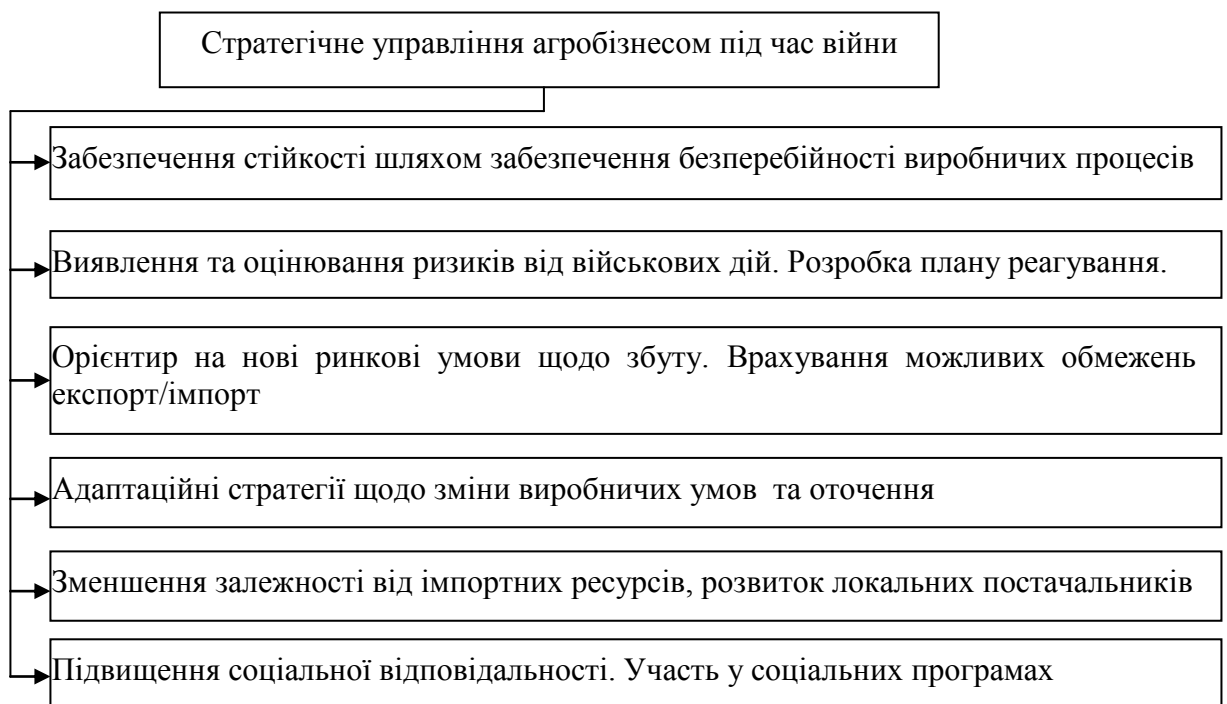 Стратегічне управління агробізнесом під час війни
Забезпечення стійкості шляхом забезпечення безперебійності виробничих процесів
Виявлення та оцінювання ризиків від військових дій. Розробка плану реагування.
Орієнтир на нові ринкові умови щодо збуту. Врахування можливих обмежень
експорт/імпорт
Адаптаційні стратегії щодо зміни виробничих умов та оточення
Зменшення залежності від імпортних ресурсів, розвиток локальних постачальників
Підвищення соціальної відповідальності. Участь у соціальних програмах